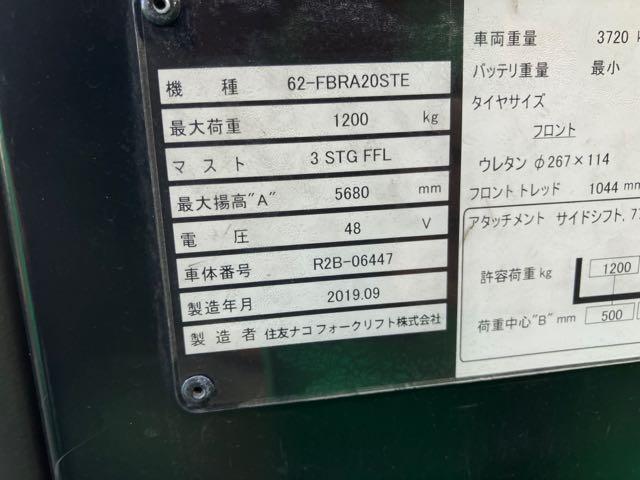 機 種 62-FBRA20STE
最大荷重 1200 kg
マスト 3 STG FFL
最大揚高"A" 5680 mm
電 圧 48 V
車体番号 R2B-06447
製造年月 2019.09
製造者 住友ナコフォークリフト株式会社
車両重量 3720
バッテリ重量 最小
タイヤサイズ
フロント
ウレタン φ267×114
フロントトレッド 1044 mm
アタッチメント サイドシフト,
許容荷重 kg 1200
荷重中心"B" mm 500